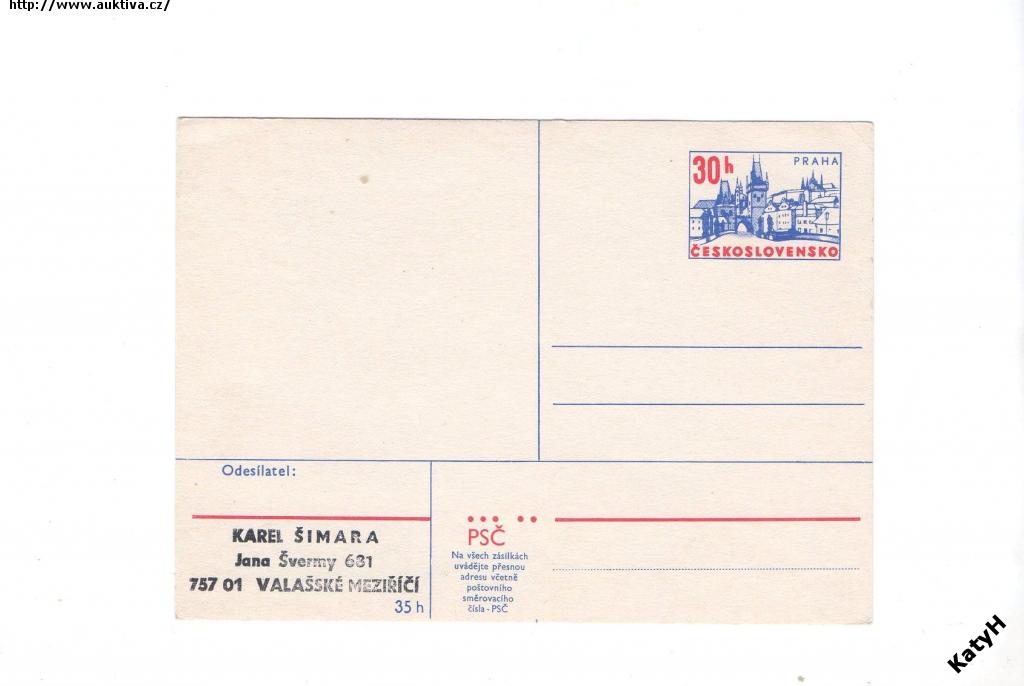 http://www.auktiva.cz/
30h
PRAHA
ČESKOSLOVENSKO
Odesílatel:
KAREL ŠIMARA
Jana Švermy 681
757 01 VALAŠSKÉ MEZIŘÍČÍ
35 h
PSČ
Na všech zásilkách
uvádějte přesnou
adresu včetně
poštovního
směrovacího
čísla - PSČ
KatyH